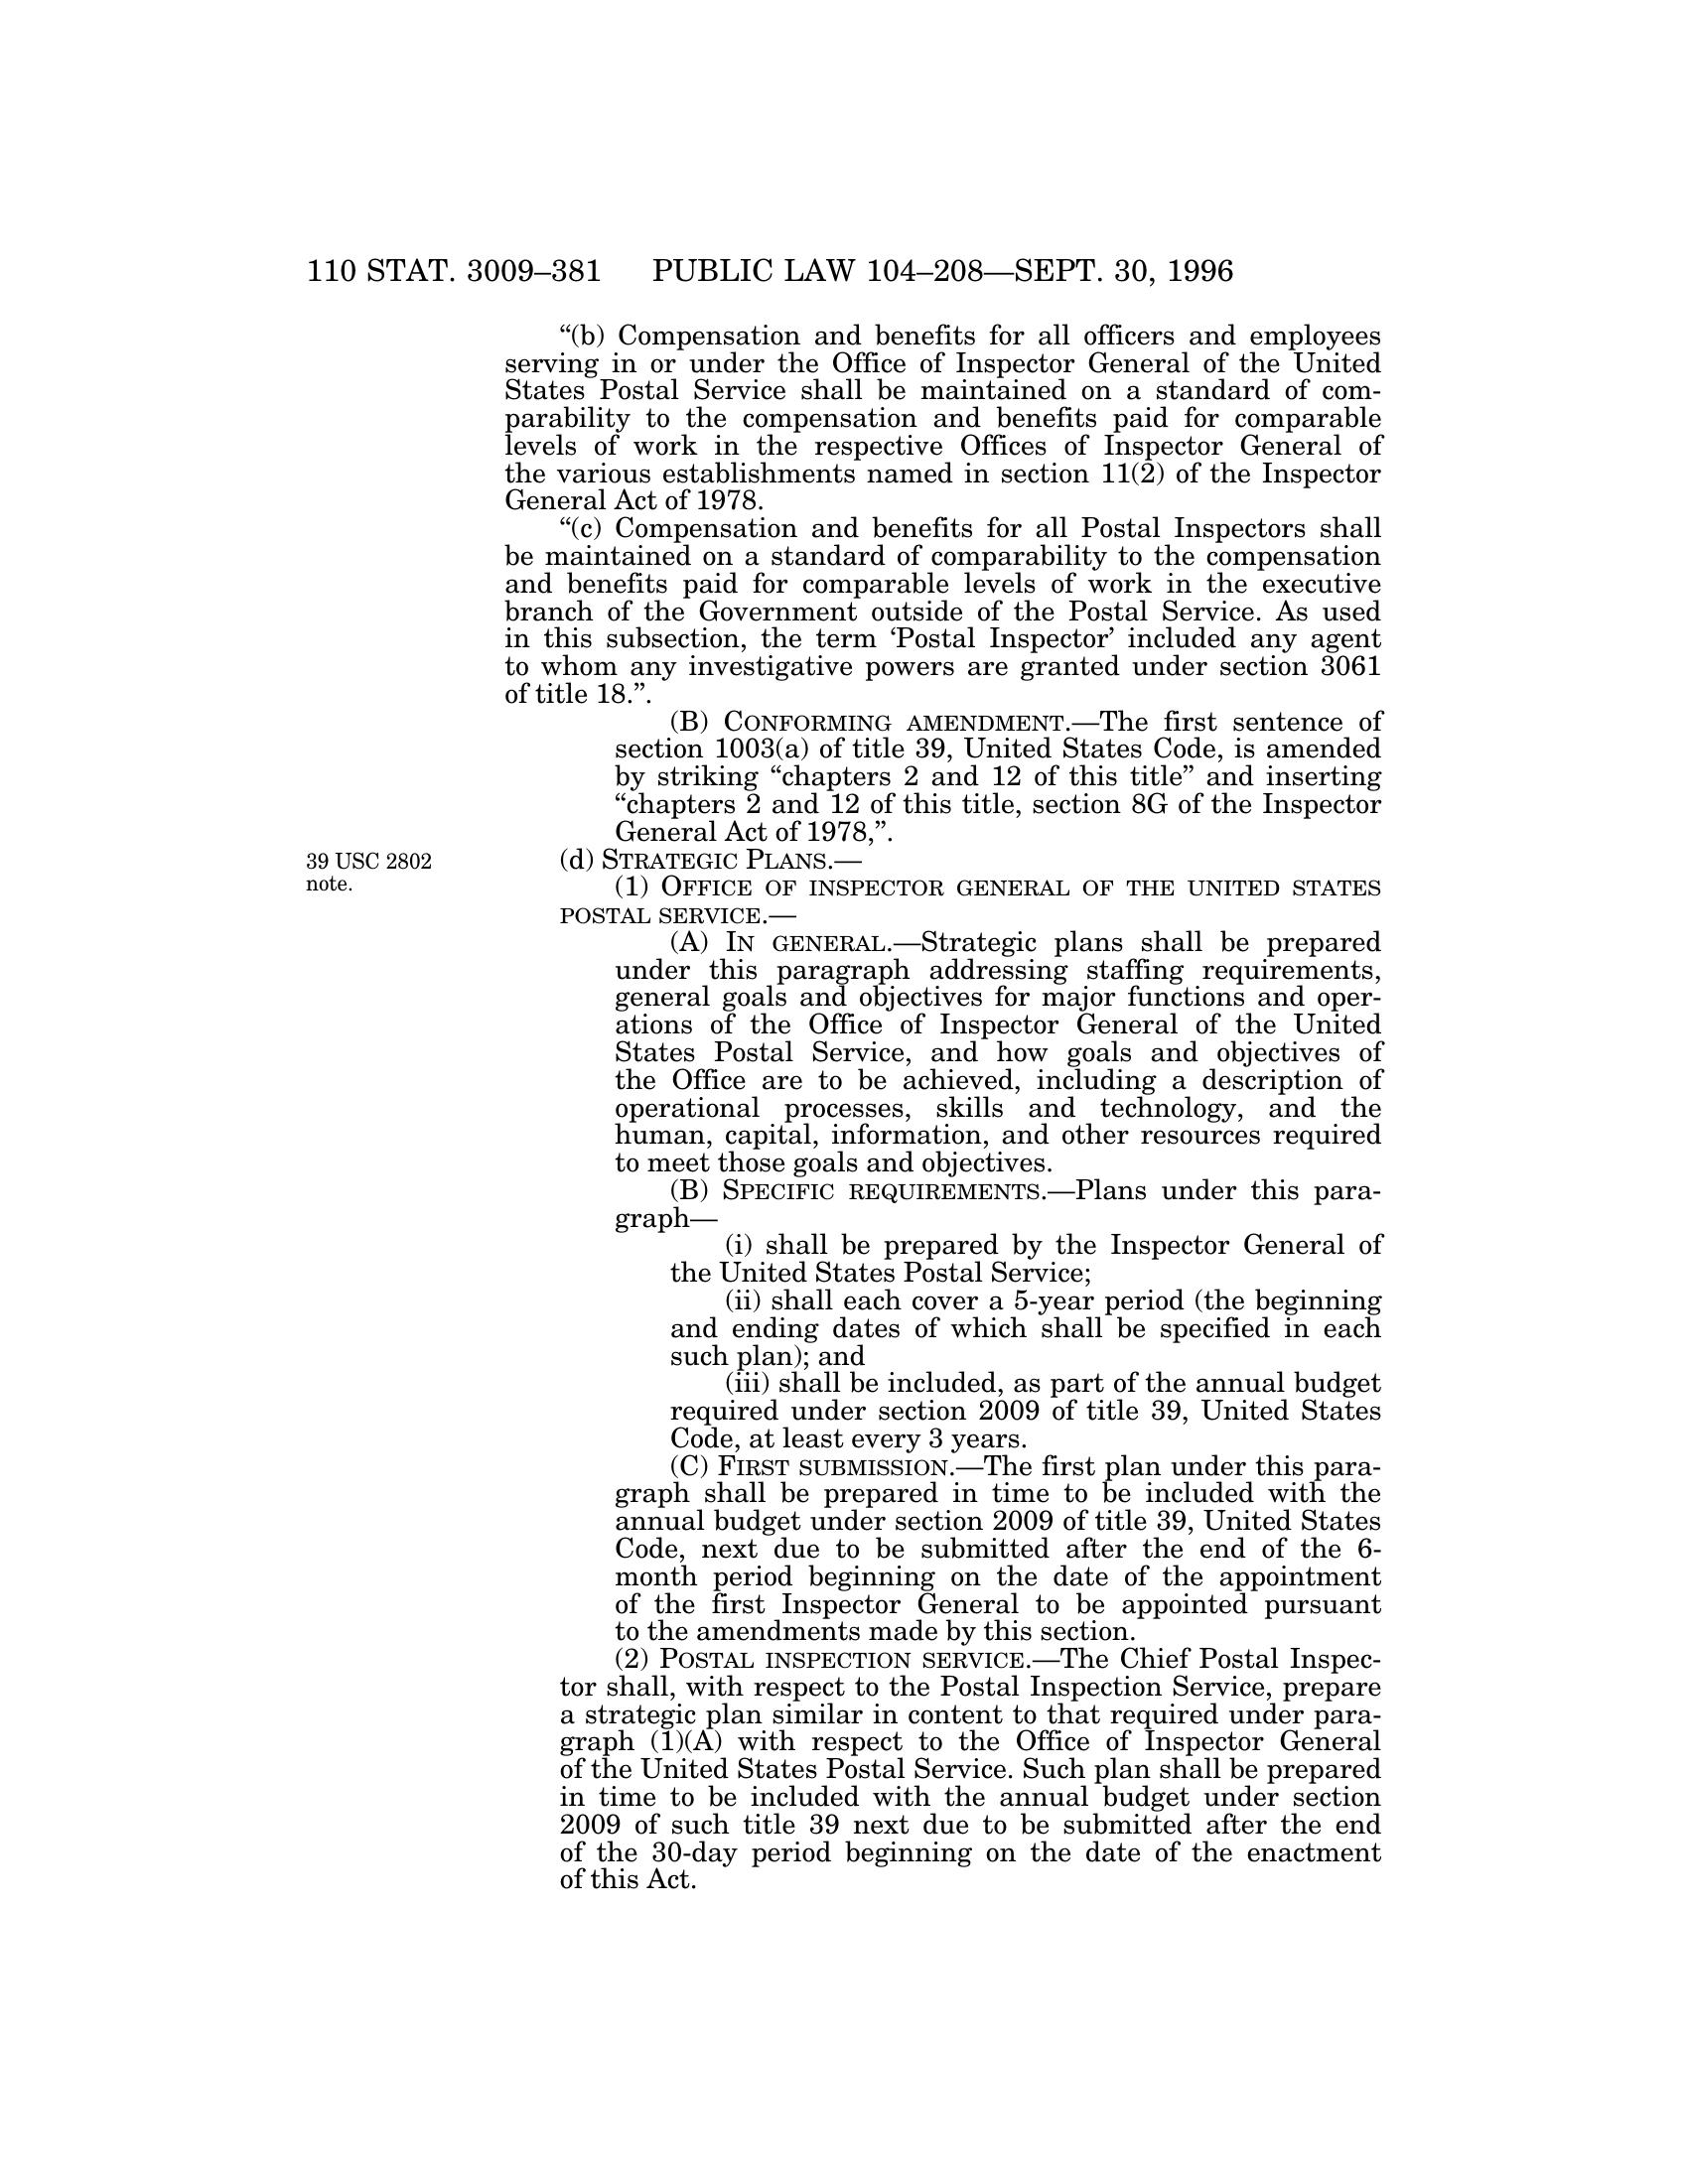 110 STAT. 3009–381 PUBLIC LAW 104–208—SEPT. 30, 1996
“(b) Compensation and benefits for all officers and employees
serving in or under the Office of Inspector General of the United
States Postal Service shall be maintained on a standard of com-
parability to the compensation and benefits paid for comparable
levels of work in the respective Offices of Inspector General of
the various establishments named in section 11(2) of the Inspector
General Act of 1978.
“(c) Compensation and benefits for all Postal Inspectors shall
be maintained on a standard of comparability to the compensation
and benefits paid for comparable levels of work in the executive
branch of the Government outside of the Postal Service. As used
in this subsection, the term ‘Postal Inspector’ included any agent
to whom any investigative powers are granted under section 3061
of title 18.”.
(B) CONFORMING AMENDMENT.—The first sentence of
section 1003(a) of title 39, United States Code, is amended
by striking “chapters 2 and 12 of this title” and inserting
“chapters 2 and 12 of this title, section 8G of the Inspector
General Act of 1978,”.
39 USC 2802
note.
(d) STRATEGIC PLANS.—
(1) OFFICE OF INSPECTOR GENERAL OF THE UNITED STATES
POSTAL SERVICE.—
(A) IN GENERAL.—Strategic plans shall be prepared
under this paragraph addressing staffing requirements,
general goals and objectives for major functions and oper-
ations of the Office of Inspector General of the United
States Postal Service, and how goals and objectives of
the Office are to be achieved, including a description of
operational processes, skills and technology, and the
human, capital, information, and other resources required
to meet those goals and objectives.
(B) SPECIFIC REQUIREMENTS.—Plans under this para-
graph—
(i) shall be prepared by the Inspector General of
the United States Postal Service;
(ii) shall each cover a 5-year period (the beginning
and ending dates of which shall be specified in each
such plan); and
(iii) shall be included, as part of the annual budget
required under section 2009 of title 39, United States
Code, at least every 3 years.
(C) FIRST SUBMISSION.—The first plan under this para-
graph shall be prepared in time to be included with the
annual budget under section 2009 of title 39, United States
Code, next due to be submitted after the end of the 6-
month period beginning on the date of the appointment
of the first Inspector General to be appointed pursuant
to the amendments made by this section.
(2) POSTAL INSPECTION SERVICE.—The Chief Postal Inspec-
tor shall, with respect to the Postal Inspection Service, prepare
a strategic plan similar in content to that required under para-
graph (1)(A) with respect to the Office of Inspector General
of the United States Postal Service. Such plan shall be prepared
in time to be included with the annual budget under section
2009 of such title 39 next due to be submitted after the end
of the 30-day period beginning on the date of the enactment
of this Act.